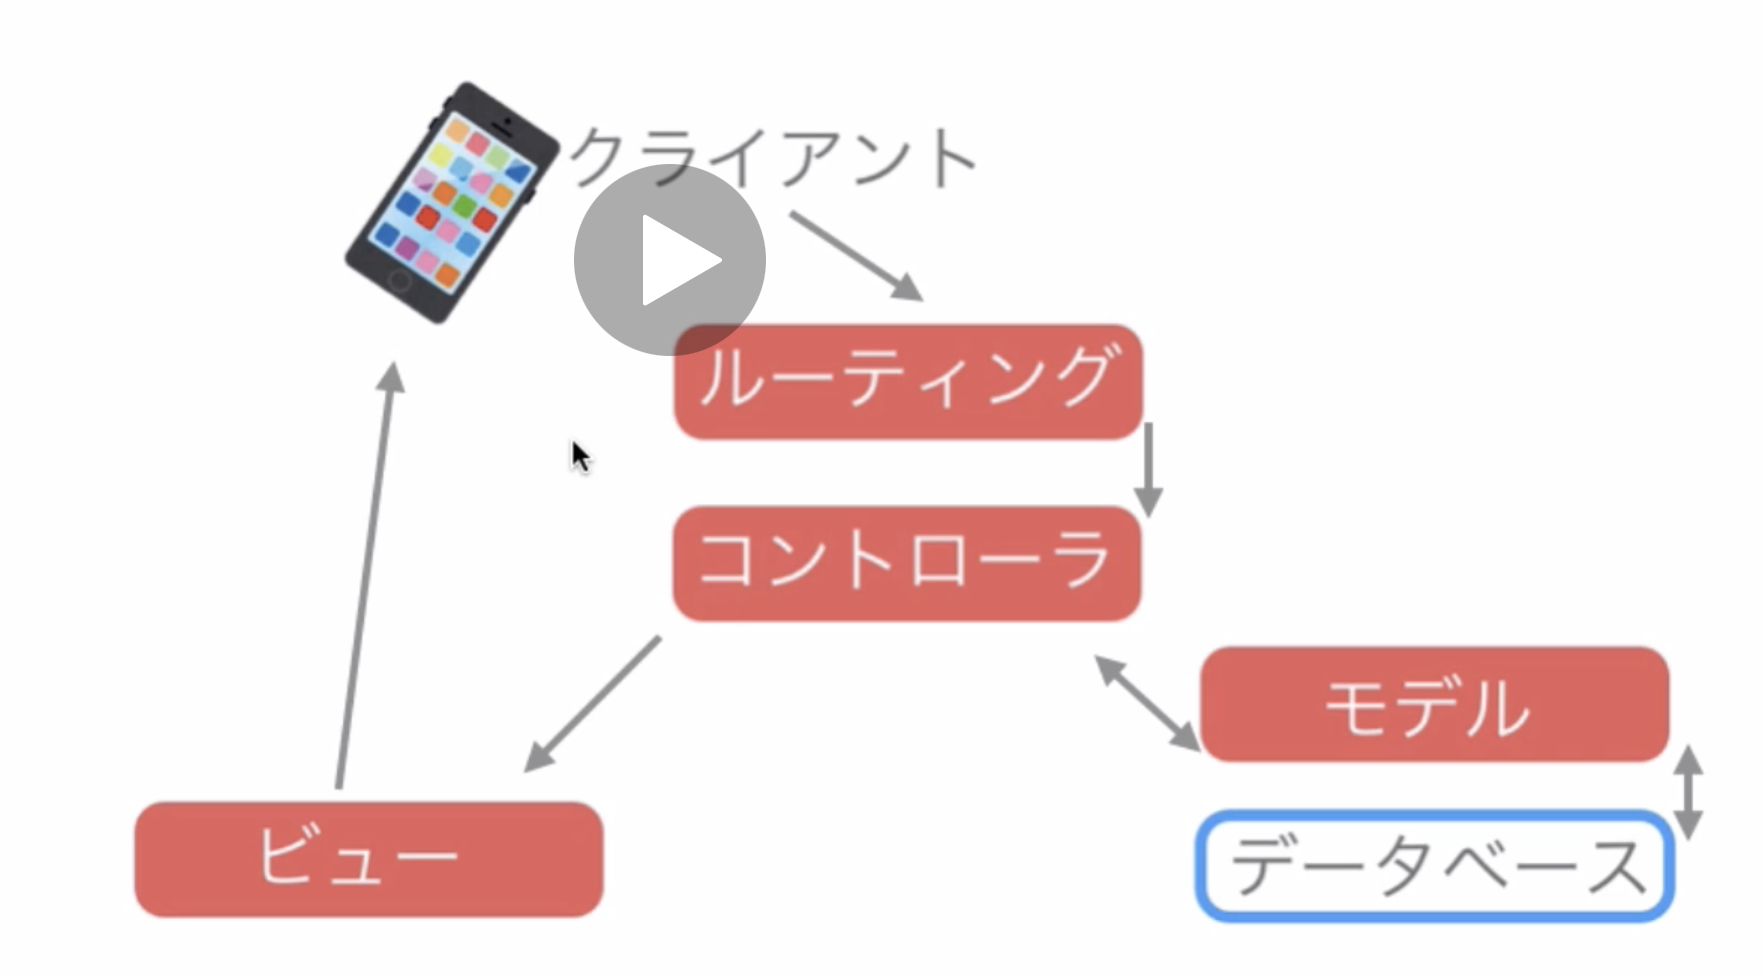 クライアント
ルーティング
コントローラ
モデル
ビュー
データベース